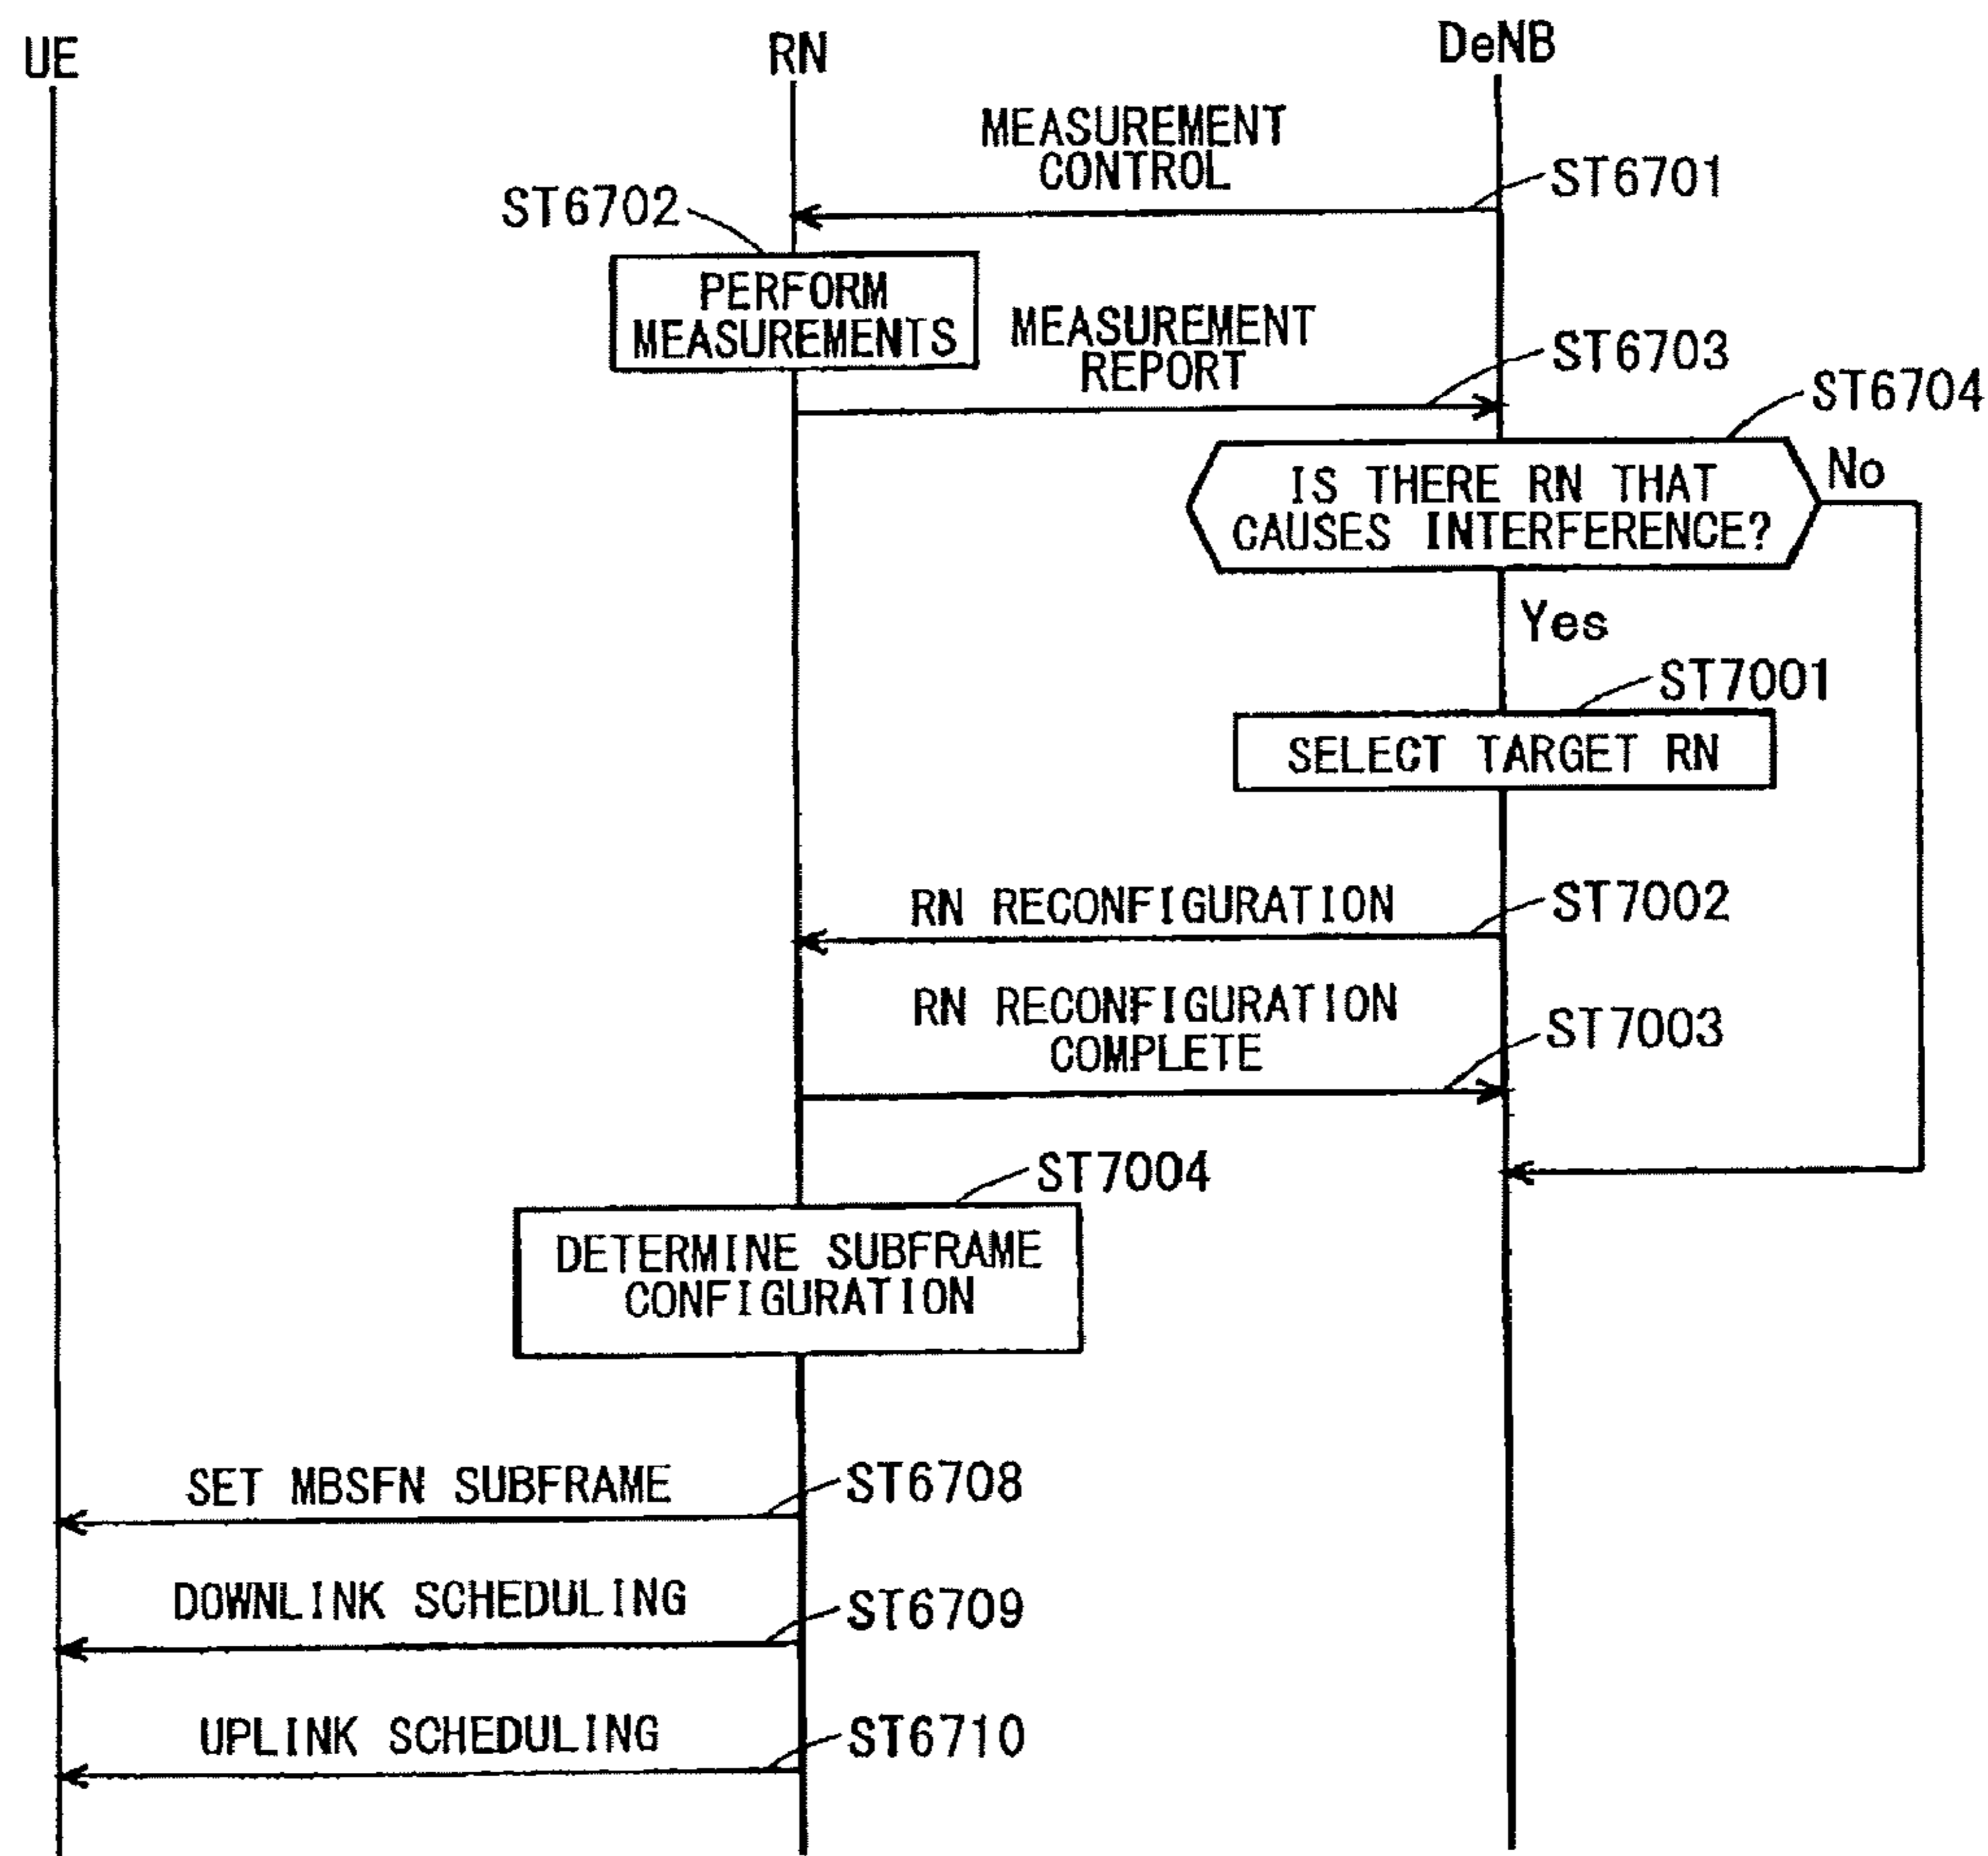 UE
RN
DeNB
MEASUREMENT
CONTROL
ST6701
ST6702
PERFORM
MEASUREMENTS
MEASUREMENT
REPORT
ST6703
ST6704
IS THERE RN THAT
CAUSES INTERFERENCE?
No
Yes
ST7001
SELECT TARGET RN
RN RECONFIGURATION
ST7002
RN RECONFIGURATION
COMPLETE
ST7003
ST7004
DETERMINE SUBFRAME
CONFIGURATION
SET MBSFN SUBFRAME
ST6708
DOWNLINK SCHEDULING
ST6709
UPLINK SCHEDULING
ST6710